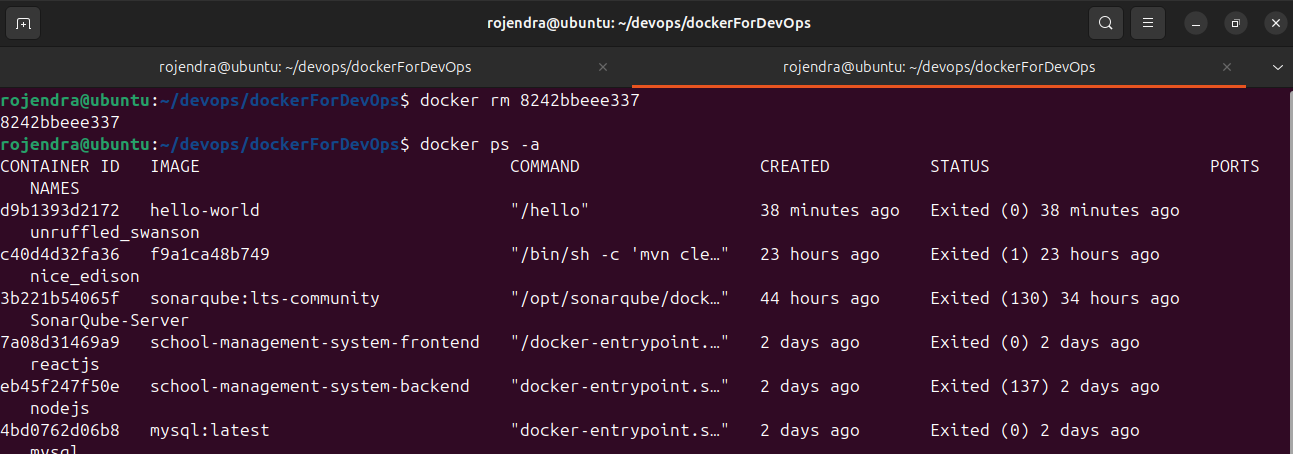 rojendra@ubuntu: ~/devops/dockerForDevOps
rojendra@ubuntu: ~/devops/dockerForDevOps
rojendra@ubuntu: ~/devops/dockerForDevOps
rojendra@ubuntu:~/devops/dockerForDevOps$ docker rm 8242bbeee337
8242bbeee337
rojendra@ubuntu:~/devops/dockerForDevOps$ docker ps -a
CONTAINER ID   IMAGE                               COMMAND                  CREATED          STATUS                      PORTS
   NAMES
d9b1393d2172   hello-world                         "/hello"                 38 minutes ago   Exited (0) 38 minutes ago
   unruffled_swanson
c40d4d32fa36   f9a1ca48b749                        "/bin/sh -c 'mvn cle…"   23 hours ago     Exited (1) 23 hours ago
   nice_edison
3b221b54065f   sonarqube:lts-community             "/opt/sonarqube/dock…"   44 hours ago     Exited (130) 34 hours ago
   SonarQube-Server
7a08d31469a9   school-management-system-frontend   "/docker-entrypoint.…"   2 days ago       Exited (0) 2 days ago
   reactjs
eb45f247f50e   school-management-system-backend    "docker-entrypoint.s…"   2 days ago       Exited (137) 2 days ago
   nodejs
4bd0762d06b8   mysql:latest                        "docker-entrypoint.s…"   2 days ago       Exited (0) 2 days ago
   mysql